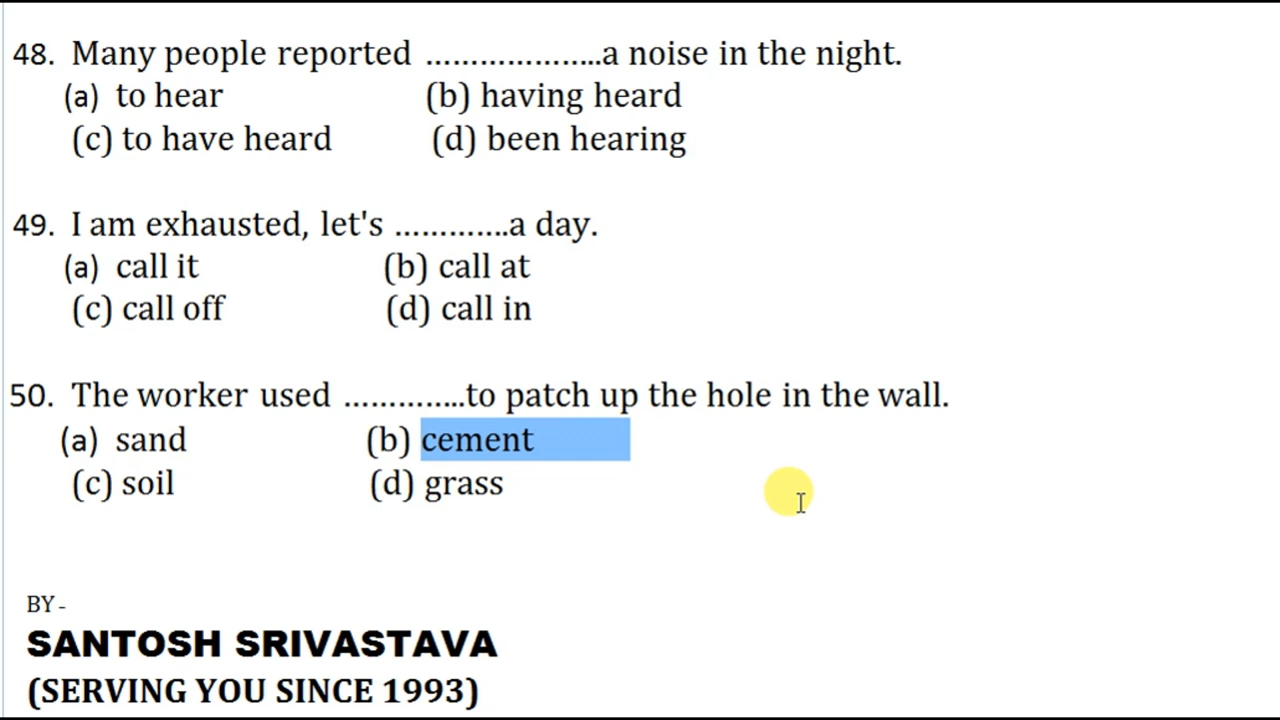 48. Many people reported ………………..a noise in the night.
(a) to hear (b) having heard
(c) to have heard (d) been hearing
49. I am exhausted, let's ………….a day.
(a) call it (b) call at
(c) call off (d) call in
50. The worker used …………..to patch up the hole in the wall.
(a) sand (b) cement
(c) soil (d) grass
BY -
SANTOSH SRIVASTAVA
(SERVING YOU SINCE 1993)